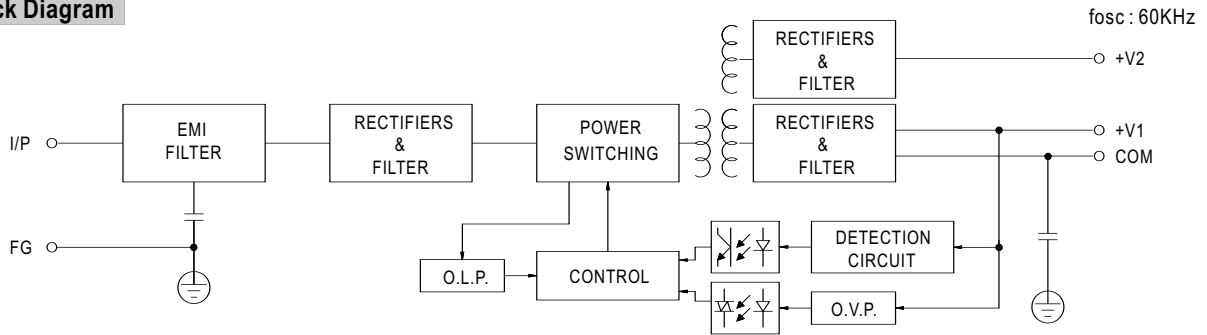 ck Diagram
fosc : 60KHz
RECTIFIERS
&
FILTER
+V2
I/P
EMI
FILTER
RECTIFIERS
&
FILTER
POWER
SWITCHING
RECTIFIERS
&
FILTER
+V1
COM
FG
O.L.P.
CONTROL
DETECTION
CIRCUIT
O.V.P.